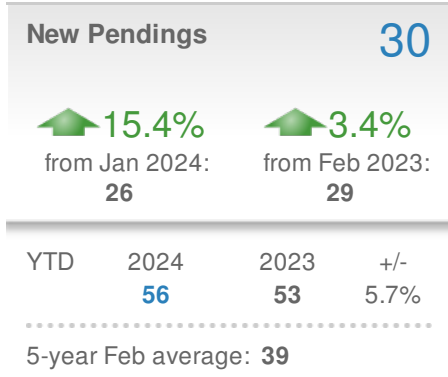 New Pendings 30
15.4% 3.4%
from Jan 2024: from Feb 2023:
26 29
YTD 2024 2023 +/-
56 53 5.7%
5-year Feb average: 39